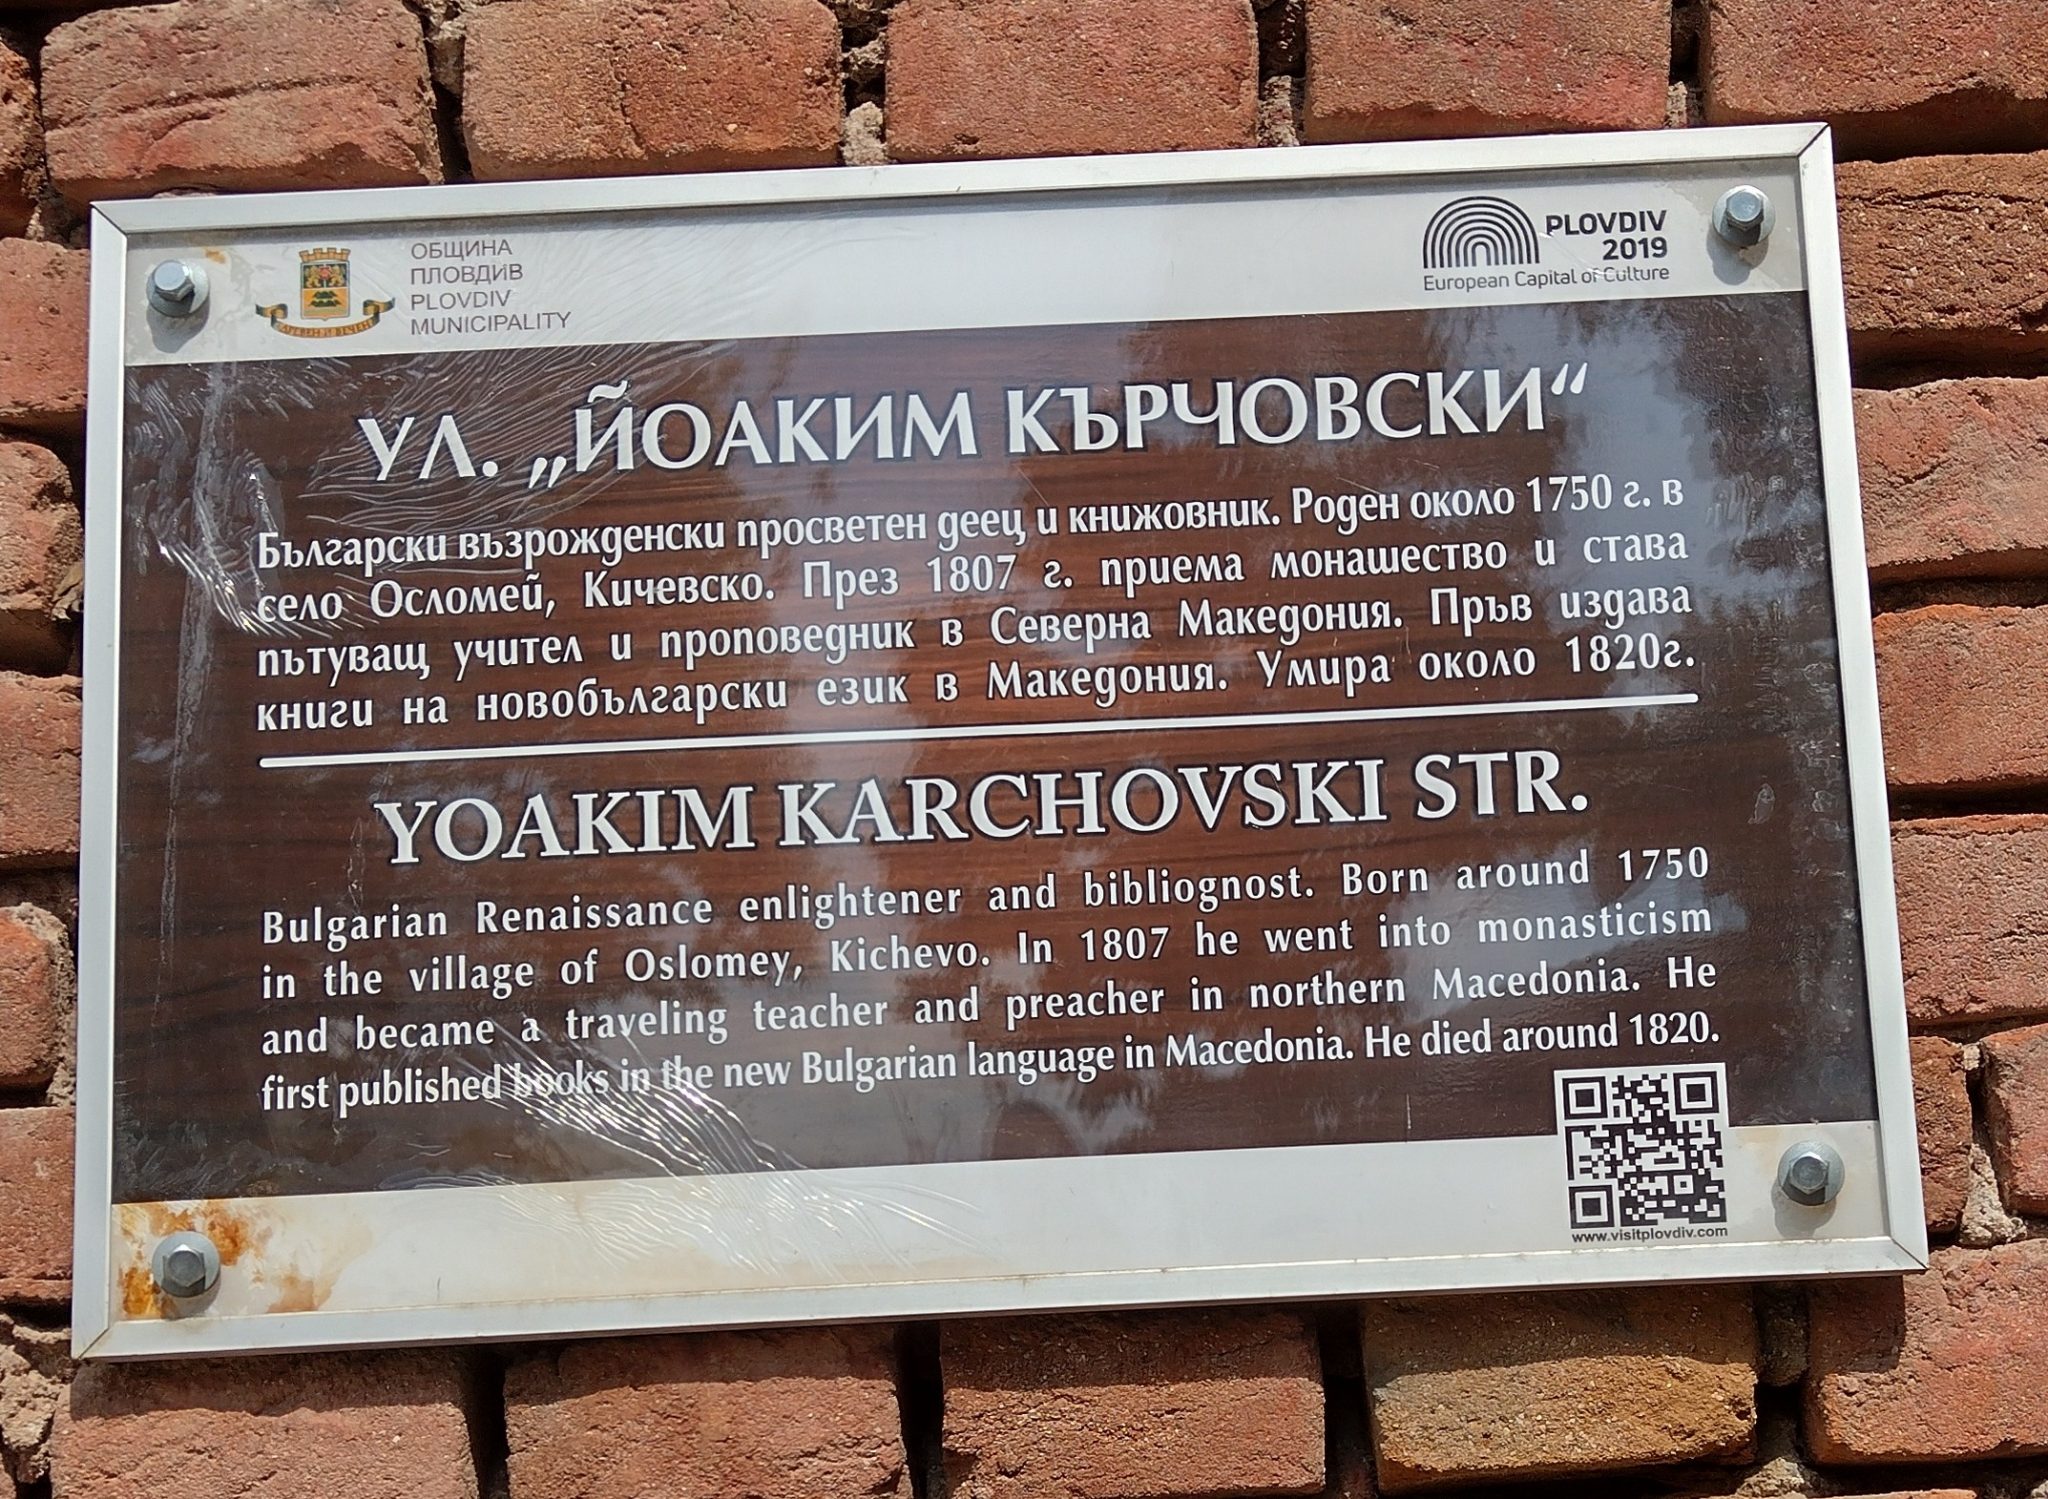 ОБЩИНА
ПЛОВДИВ
PLOVDIV
MUNICIPALITY
PLOVDIV
2019
European Capital of Culture
УЛ. „ЙОАКИМ КЪРЧОВСКИ“
Български възрожденски просветен деец и книжовник. Роден около 1750 г. в
село Осломей, Кичевско. През 1807 г. приема монашество и става
пътуващ учител и проповедник в Северна Македония. Пръв издава
книги на новобългарски език в Македония. Умира около 1820г.
YOAKIM KARCHOVSKI STR.
Bulgarian Renaissance enlightener and bibliognost. Born around 1750
in the village of Oslomey, Kichevo. In 1807 he went into monasticism
and became a traveling teacher and preacher in northern Macedonia. He
first published books in the new Bulgarian language in Macedonia. He died around 1820.
www.visitplovdiv.com